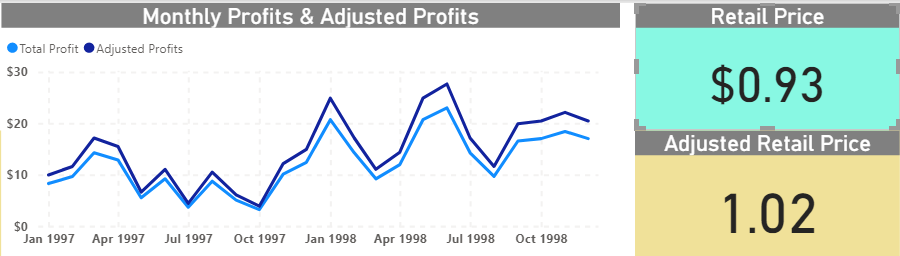 Monthly Profits & Adjusted Profits
Total Profit Adjusted Profits
$30
$20
$10
$0
Jan 1997 Apr 1997 Jul 1997 Oct 1997 Jan 1998 Apr 1998 Jul 1998 Oct 1998
Retail Price
$0.93
Adjusted Retail Price
1.02